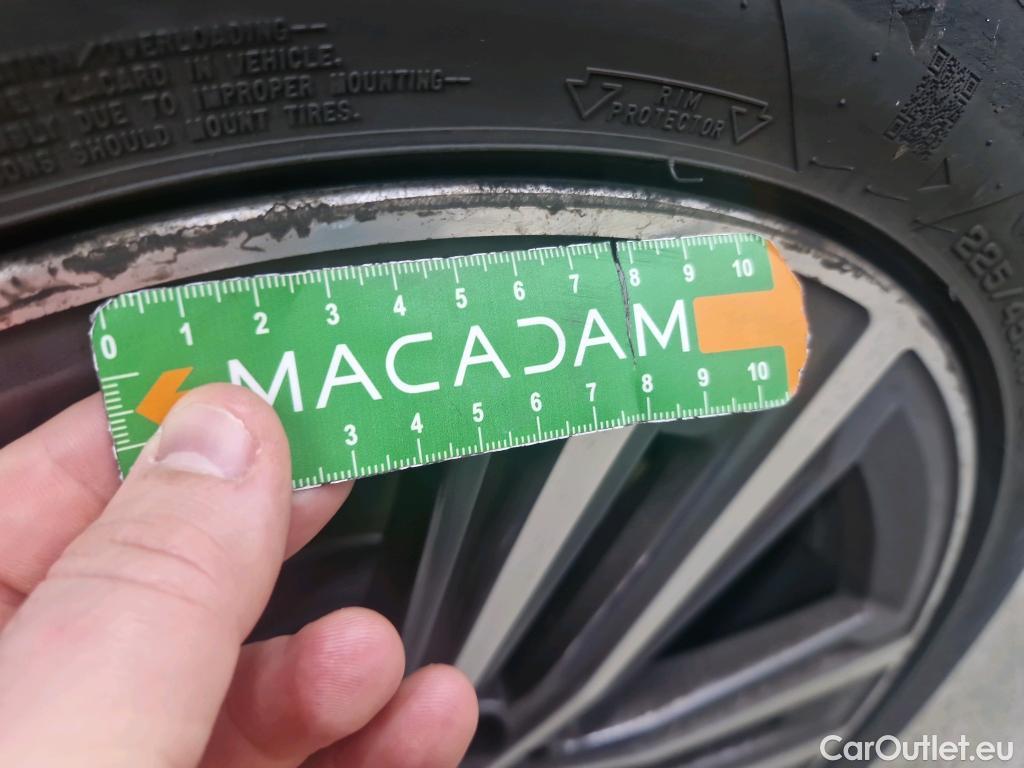 OVERLOADING—
PLACARD IN VEHICLE.
DUE TO IMPROPER MOUNTING—
SHOULD MOUNT TIRES.
RIM
PROTECTOR
225/45
0 1 2 3 4 5 6 7 8 9 10
MACADAM
3 4 5 6 7 8 9 10
CarOutlet.eu